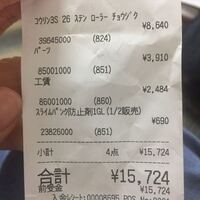 コウリン3S 26 ステン ローラー チョウジク
¥8,640
39645000 (824)
パーツ
¥3,910
85001000 (851)
工賃
¥2,484
86001000 (860)
スライムパンク防止剤1GL(1/2販売)
¥690
23825000 (851)
小計 4点 ¥15,724
合計 ¥15,724
前受金 ¥15,724